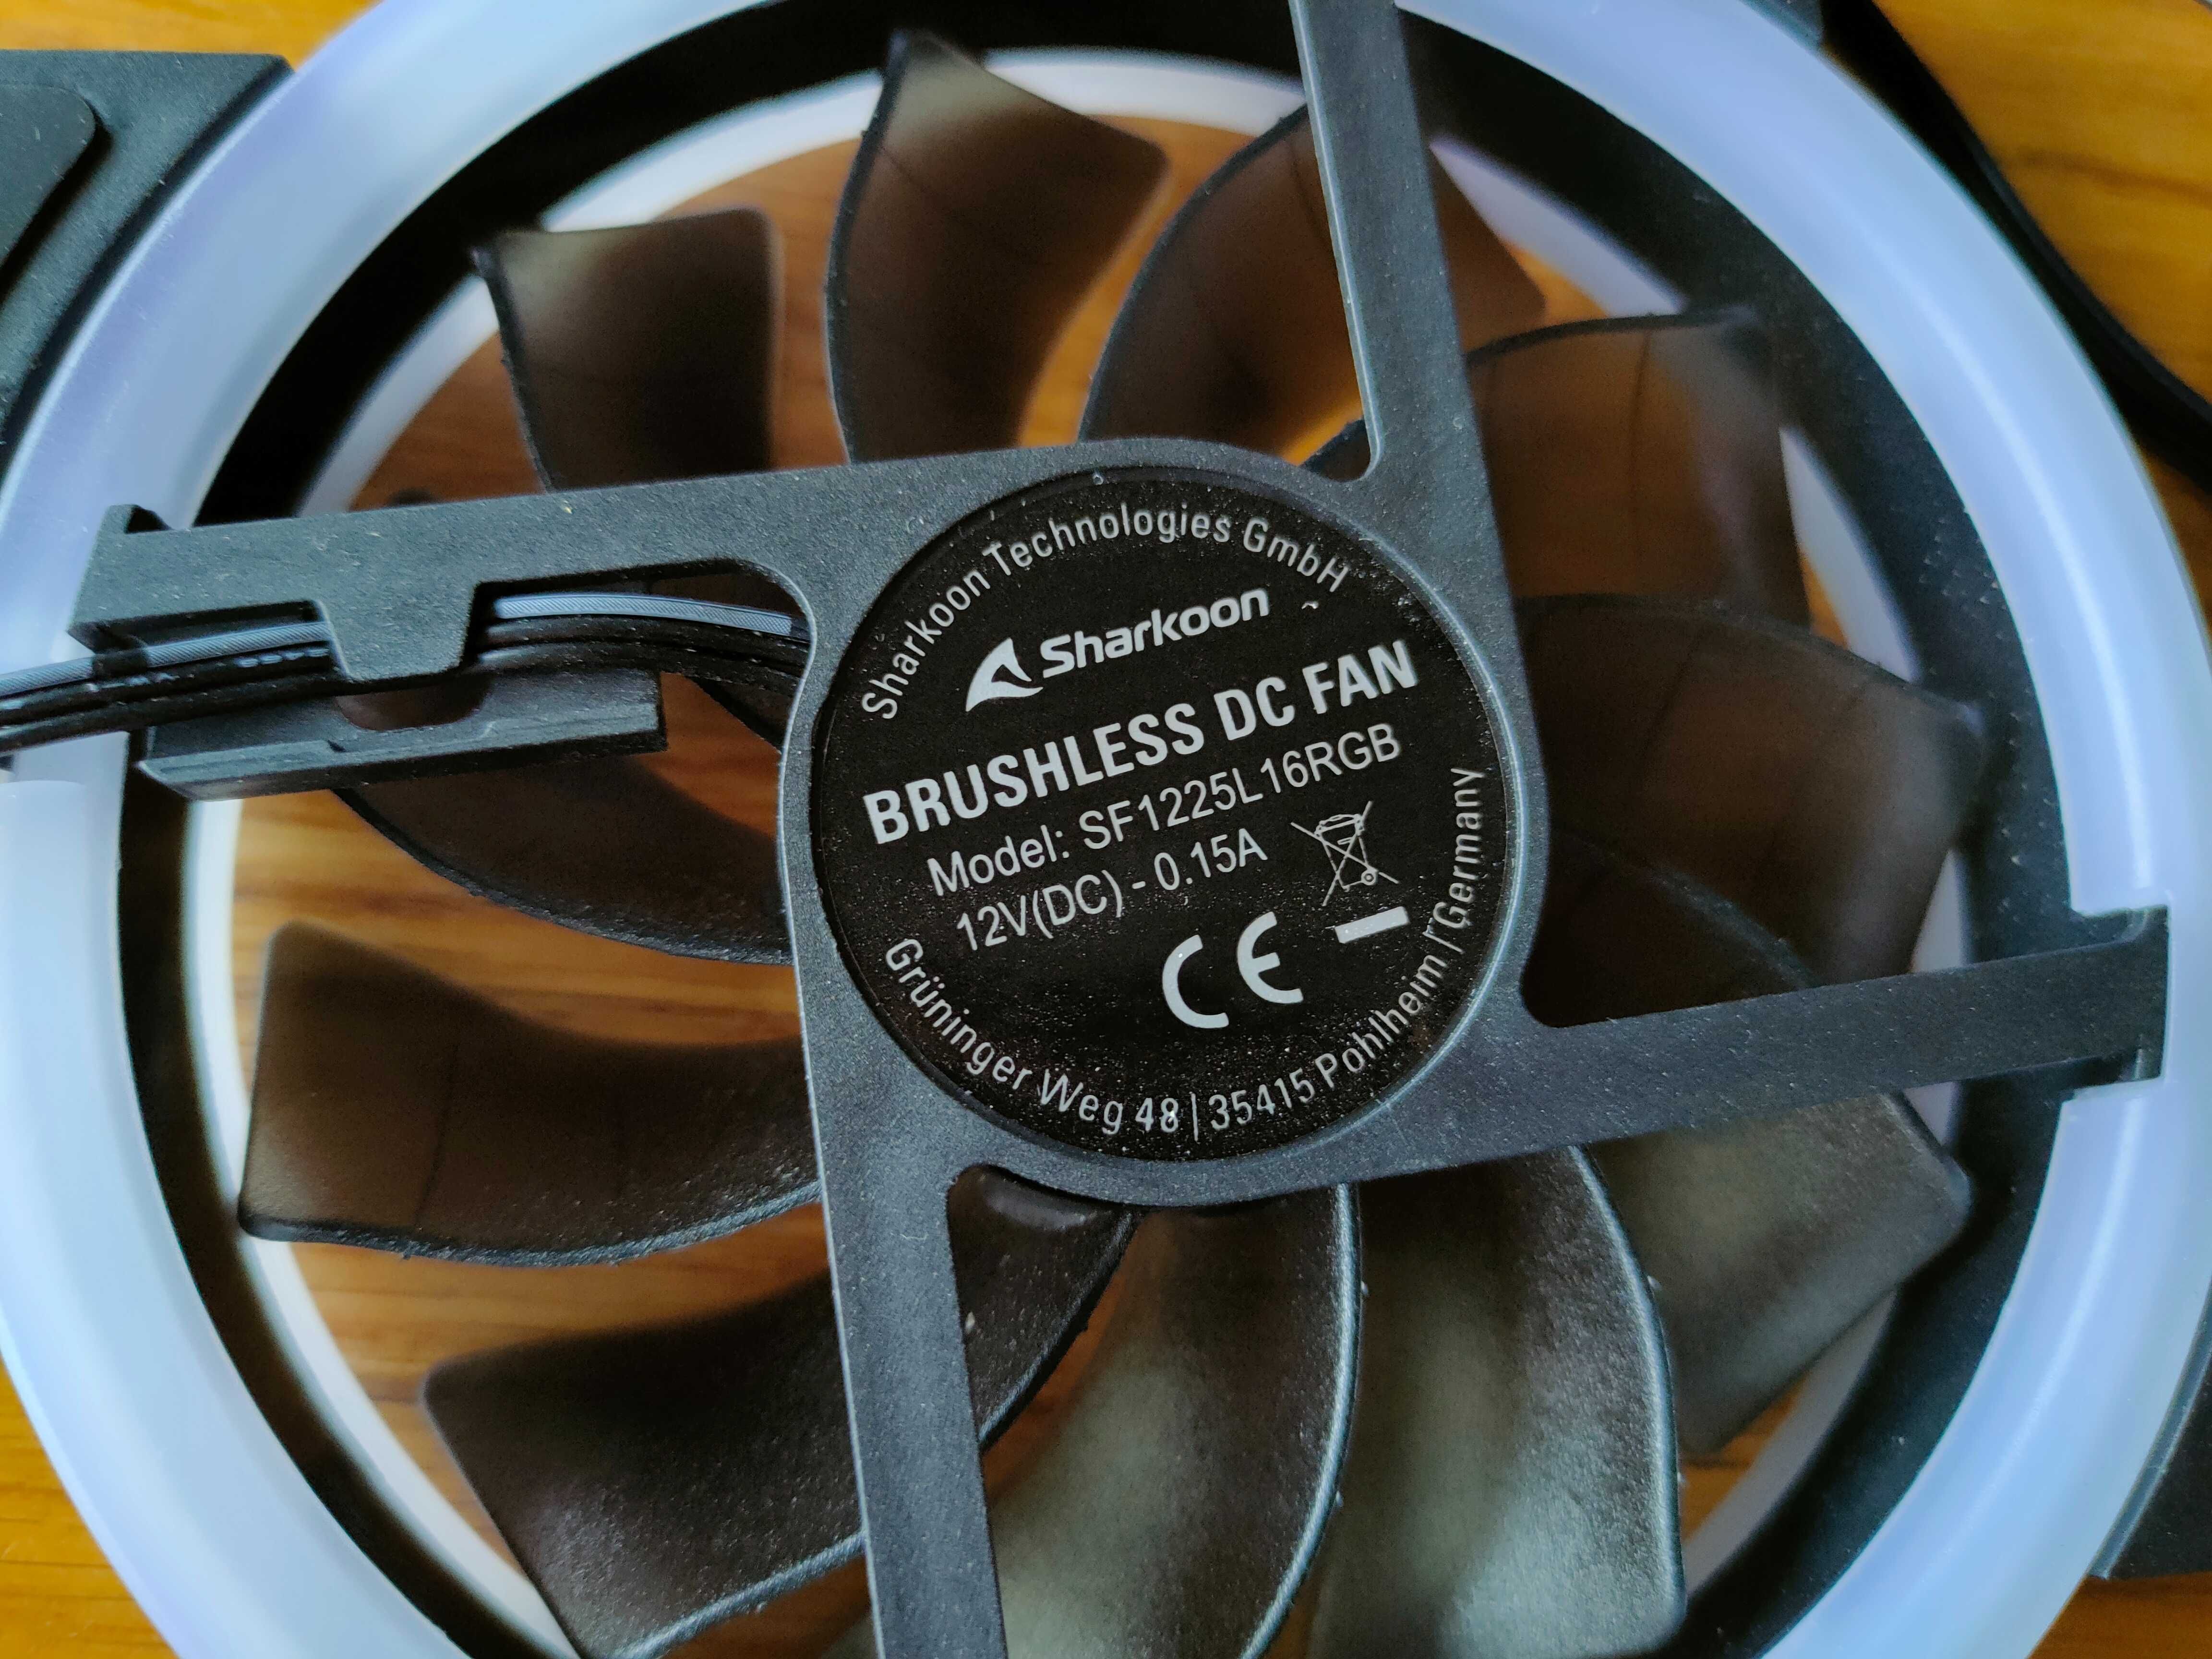 Sharkoon Technologies GmbH
Sharkoon
BRUSHLESS DC FAN
Model: SF1225L16RGB
12V(DC) - 0.15A
CE
Grüninger Weg 48 | 35415 Pohlheim | Germany